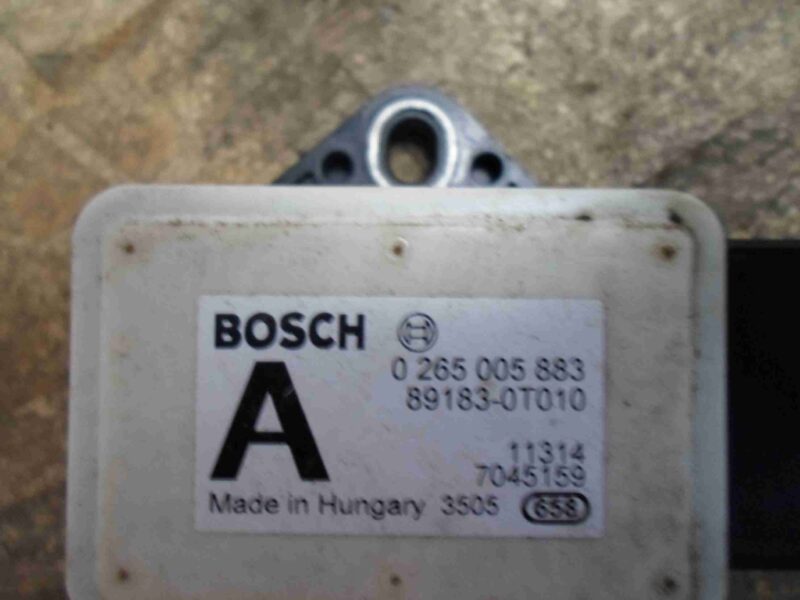 BOSCH
A
0 265 005 883
89183-0T010
11314
7045159
Made in Hungary 3505 658